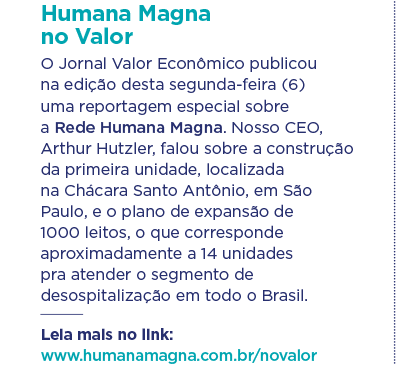 Humana Magna
no Valor
O Jornal Valor Econômico publicou
na edição desta segunda-feira (6)
uma reportagem especial sobre
a Rede Humana Magna. Nosso CEO,
Arthur Hutzler, falou sobre a construção
da primeira unidade, localizada
na Chácara Santo Antônio, em São
Paulo, e o plano de expansão de
1000 leitos, o que corresponde
aproximadamente a 14 unidades
pra atender o segmento de
desospitalização em todo o Brasil.
Leia mais no link:
www.humanamagna.com.br/novalor